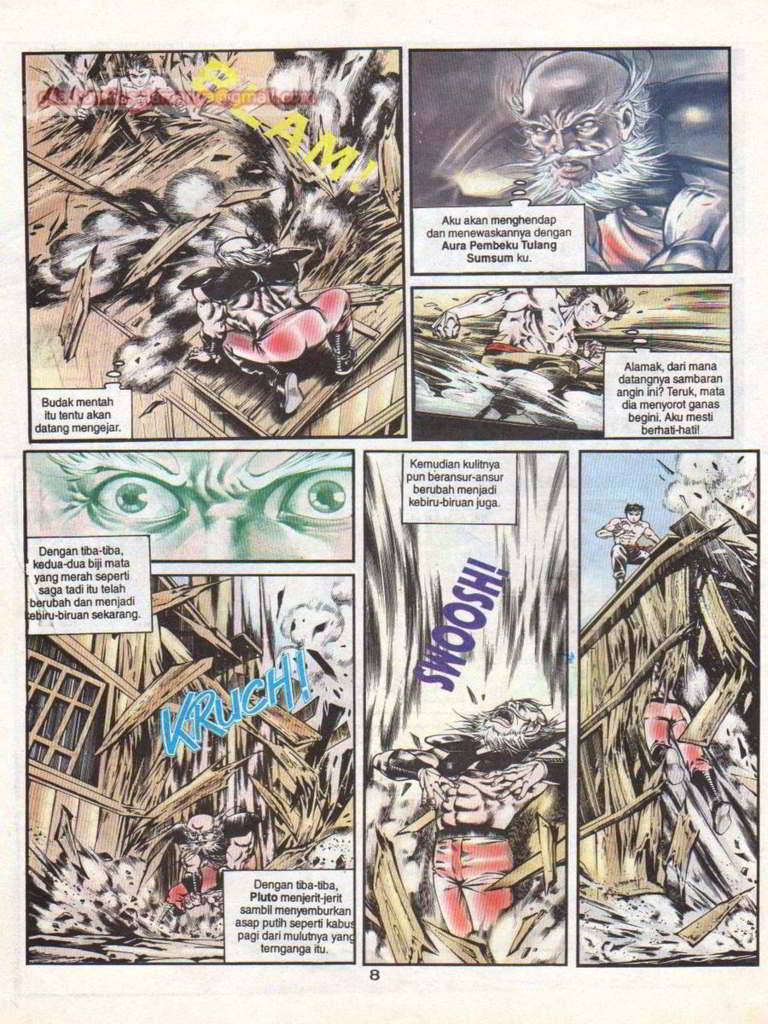 BLAM!
Budak mentah
itu tentu akan
datang mengejar.
Aku akan menghendap
dan menewaskannya dengan
Aura Pembeku Tulang
Sumsum ku.
Alamak, dari mana
datangnya sambaran
angin ini? Teruk, mata
dia menyorot ganas
begini. Aku mesti
berhati-hati!
Dengan tiba-tiba,
kedua-dua biji mata
yang merah seperti
saga tadi itu telah
berubah dan menjadi
kebiru-biruan sekarang.
KRUCH!
Dengan tiba-tiba,
Pluto menjerit-jerit
sambil menyemburkan
asap putih seperti kabus
pagi dari mulutnya yang
ternganga itu.
Kemudian kulitnya
pun beransur-ansur
berubah menjadi
kebiru-biruan juga.
SWOOSH!
8